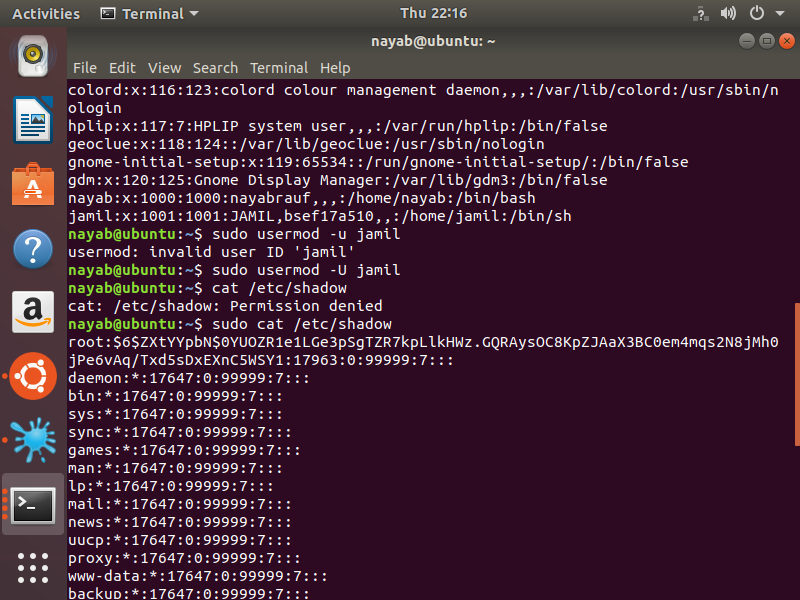 Activities Terminal Thu 22:16
nayab@ubuntu: ~
File Edit View Search Terminal Help
colord:x:116:123:colord colour management daemon,,,:/var/lib/colord:/usr/sbin/n
ologin
hplip:x:117:7:HPLIP system user,,,:/var/run/hplip:/bin/false
geoclue:x:118:124::/var/lib/geoclue:/usr/sbin/nologin
gnome-initial-setup:x:119:65534::/run/gnome-initial-setup/:/bin/false
gdm:x:120:125:Gnome Display Manager:/var/lib/gdm3:/bin/false
nayab:x:1000:1000:nayabrauf,,,:/home/nayab:/bin/bash
jamil:x:1001:1001:JAMIL,bsef17a510,,:/home/jamil:/bin/sh
nayab@ubuntu:~$ sudo usermod -u jamil
usermod: invalid user ID 'jamil'
nayab@ubuntu:~$ sudo usermod -U jamil
nayab@ubuntu:~$ cat /etc/shadow
cat: /etc/shadow: Permission denied
nayab@ubuntu:~$ sudo cat /etc/shadow
root:$6$ZXtYYpbN$0YUOZR1e1LGe3pSgTZR7kpLlkHWz.GQRAysOC8KpZJAaX3BC0em4mqs2N8jMh0
jPe6vAq/Txd5sDxEXnC5WSY1:17963:0:99999:7:::
daemon:*:17647:0:99999:7:::
bin:*:17647:0:99999:7:::
sys:*:17647:0:99999:7:::
sync:*:17647:0:99999:7:::
games:*:17647:0:99999:7:::
man:*:17647:0:99999:7:::
lp:*:17647:0:99999:7:::
mail:*:17647:0:99999:7:::
news:*:17647:0:99999:7:::
uucp:*:17647:0:99999:7:::
proxy:*:17647:0:99999:7:::
www-data:*:17647:0:99999:7:::
backup:*:17647:0:99999:7:::